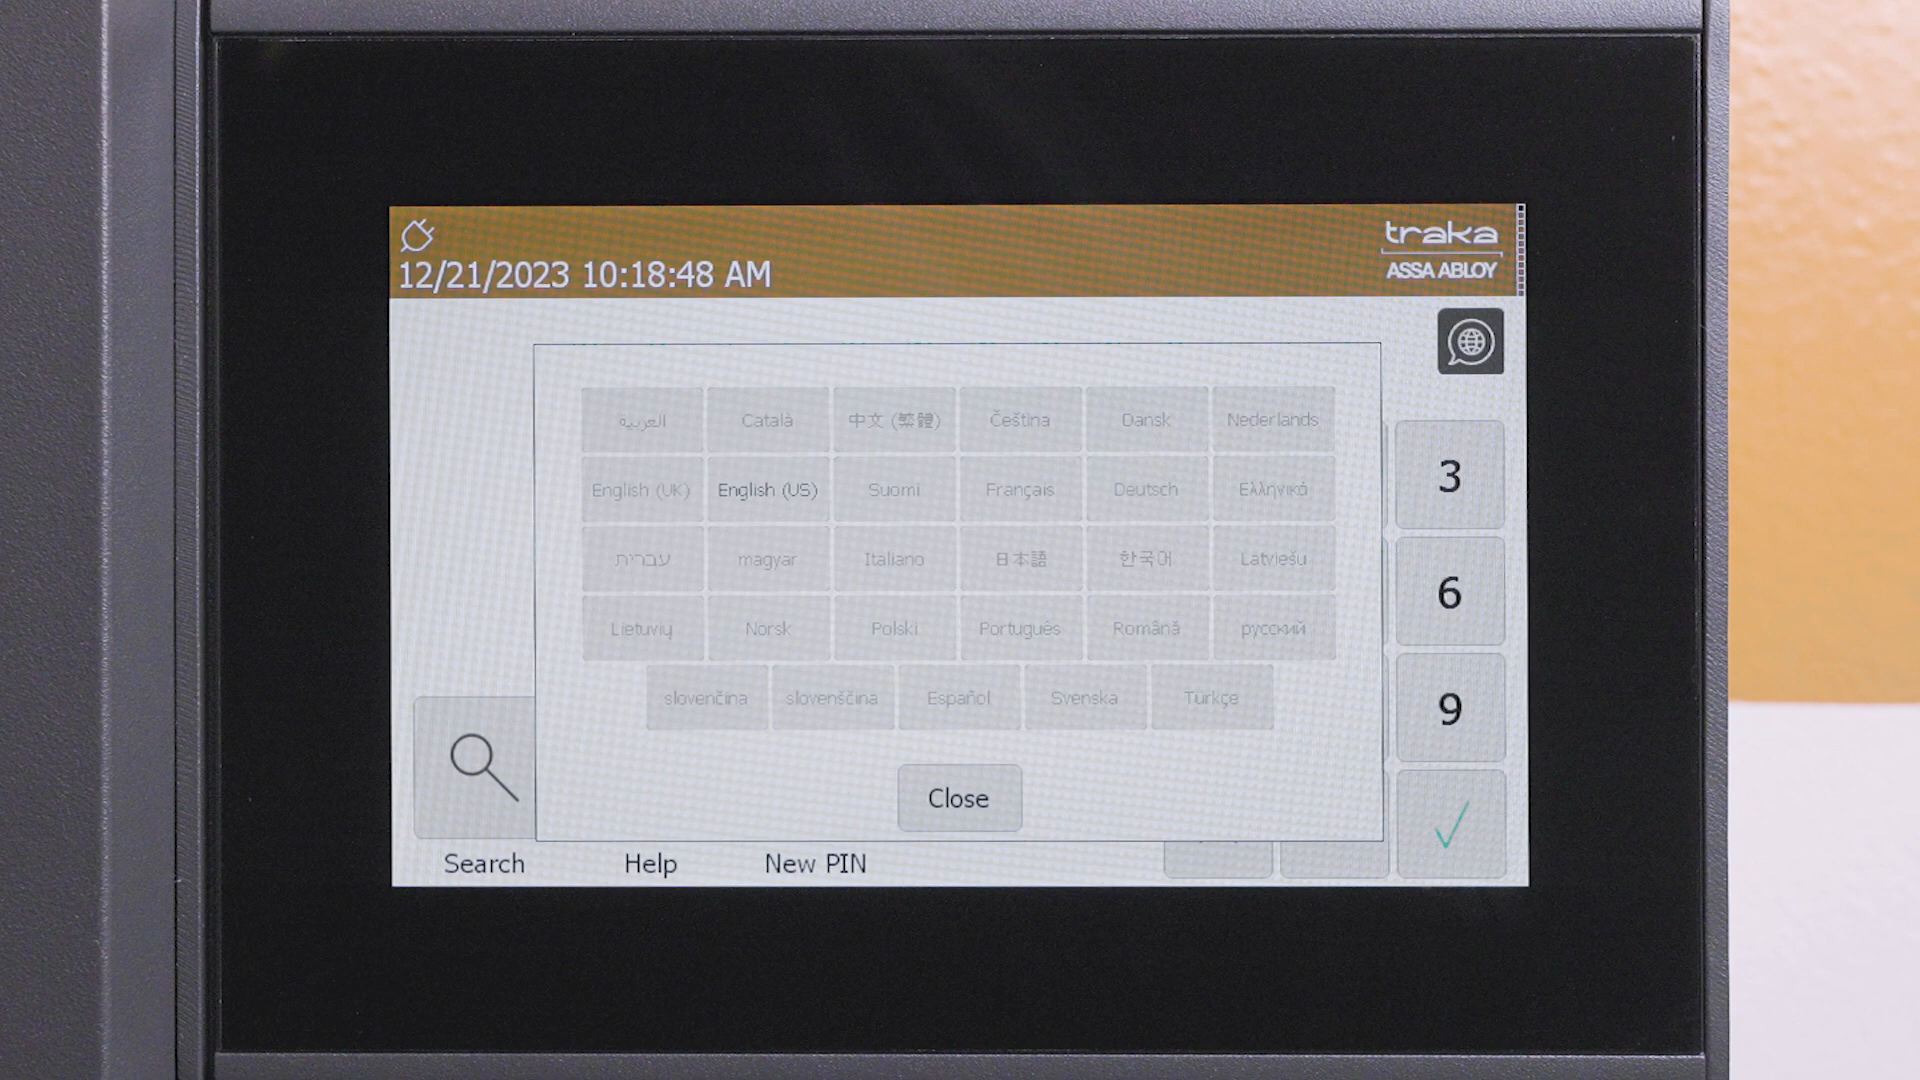 12/21/2023 10:18:48 AM
traka
ASSA ABLOY
العربية Català 中文 (繁體) Čeština Dansk Nederlands
English (UK) English (US) Suomi Français Deutsch Ελληνικά
עברית magyar Italiano 日本語 한국어 Latviešu
Lietuvių Norsk Polski Português Română русский
slovenčina slovenščina Español Svenska Türkçe
Close
3
6
9
Search Help New PIN